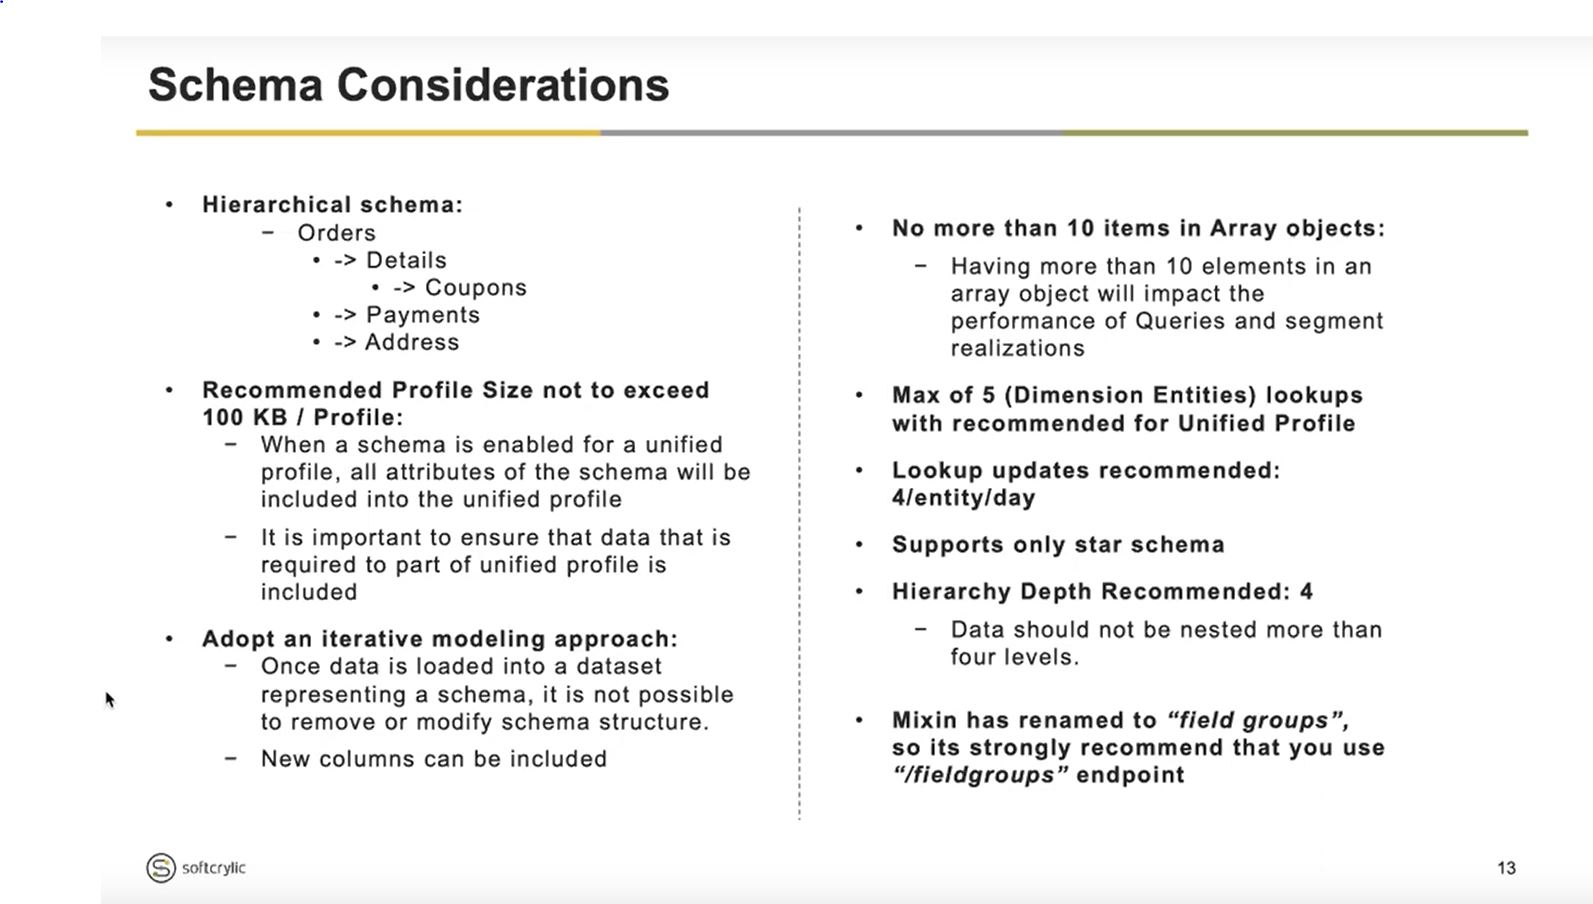 Schema Considerations
• Hierarchical schema:
– Orders
• -> Details
• -> Coupons
• -> Payments
• -> Address
• Recommended Profile Size not to exceed
100 KB / Profile:
– When a schema is enabled for a unified
profile, all attributes of the schema will be
included into the unified profile
– It is important to ensure that data that is
required to part of unified profile is
included
• Adopt an iterative modeling approach:
– Once data is loaded into a dataset
representing a schema, it is not possible
to remove or modify schema structure.
– New columns can be included
• No more than 10 items in Array objects:
– Having more than 10 elements in an
array object will impact the
performance of Queries and segment
realizations
• Max of 5 (Dimension Entities) lookups
with recommended for Unified Profile
• Lookup updates recommended:
4/entity/day
• Supports only star schema
• Hierarchy Depth Recommended: 4
– Data should not be nested more than
four levels.
• Mixin has renamed to “field groups”,
so its strongly recommend that you use
“/fieldgroups” endpoint
softcrylic
13